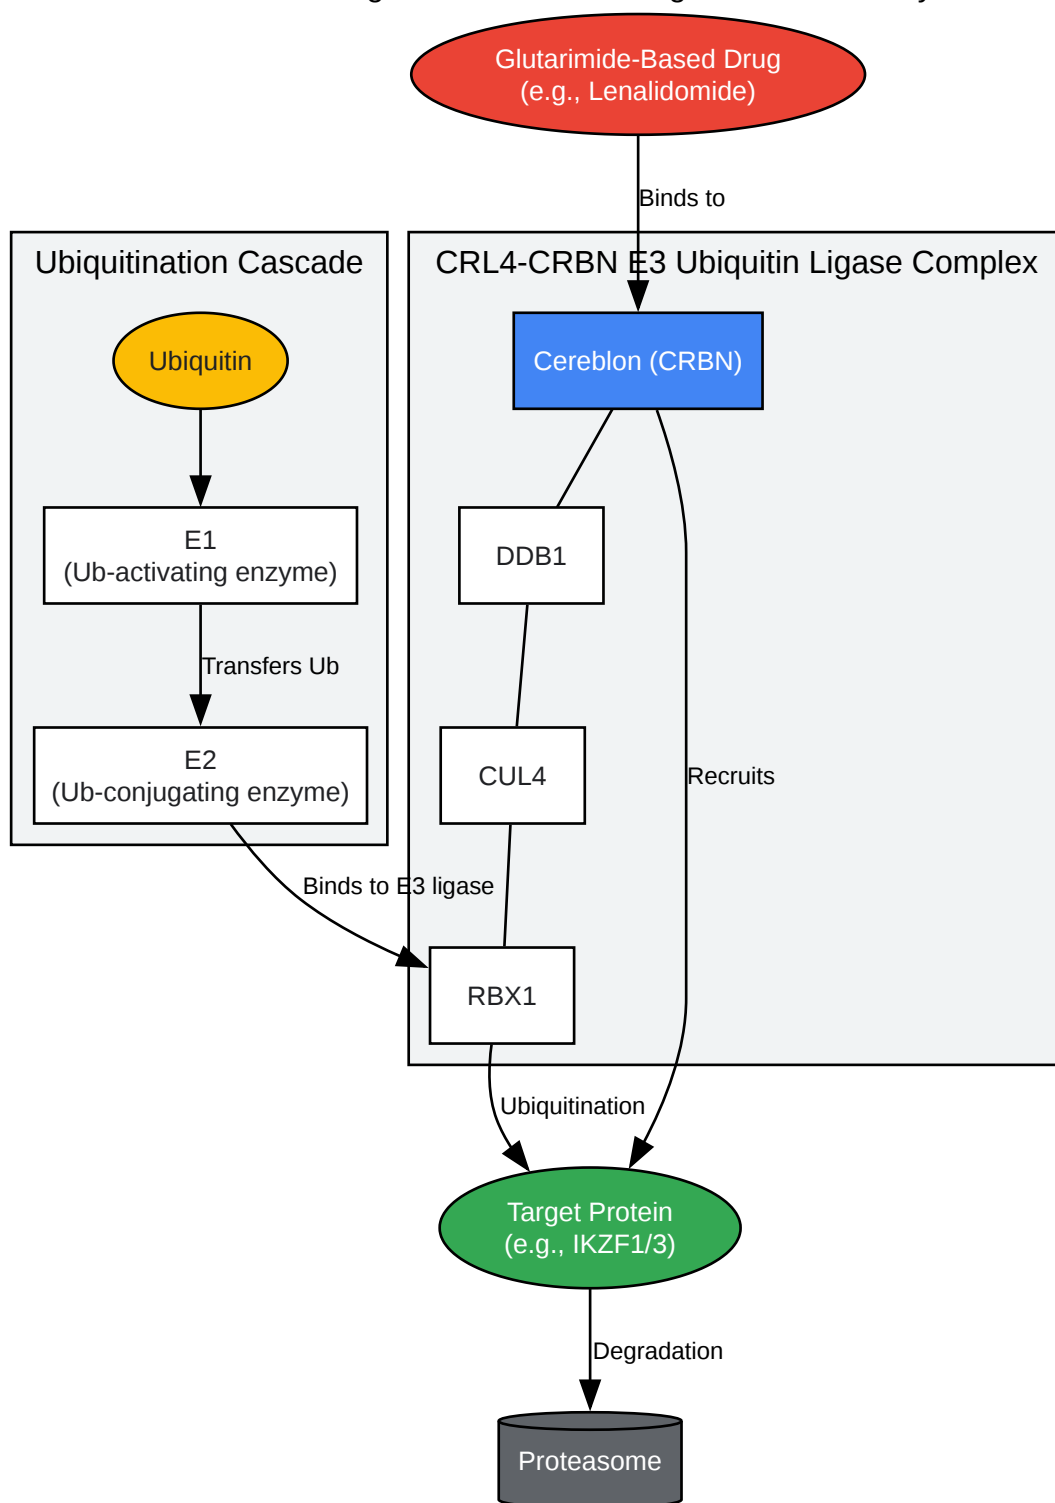 Glutarimide-Based Drug
(e.g., Lenalidomide)
Binds to
Ubiquitination Cascade
CRL4-CRBN E3 Ubiquitin Ligase Complex
Ubiquitin
Cereblon (CRBN)
E1
(Ub-activating enzyme)
DDB1
Transfers Ub
E2
(Ub-conjugating enzyme)
CUL4
Recruits
Binds to E3 ligase
RBX1
Ubiquitination
Target Protein
(e.g., IKZF1/3)
Degradation
Proteasome